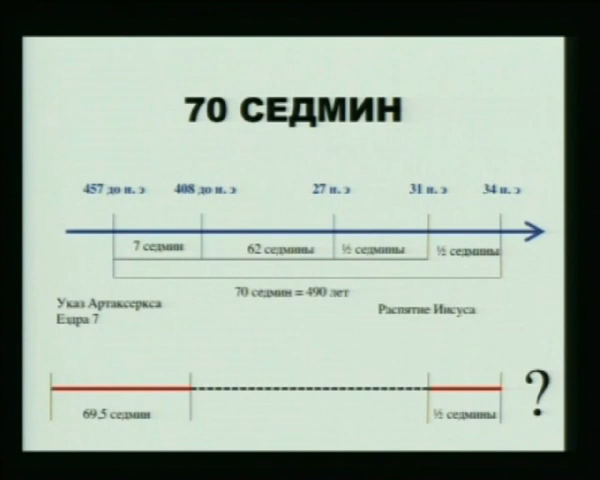 70 СЕДМИН
457 до н. э 408 до н. э 27 н. э 31 н. э 34 н. э
7 седмин 62 седмины ½ седмины ½ седмины
70 седмин = 490 лет
Указ Артаксеркса
Ездра 7
Распятие Иисуса
69,5 седмин ½ седмины ?